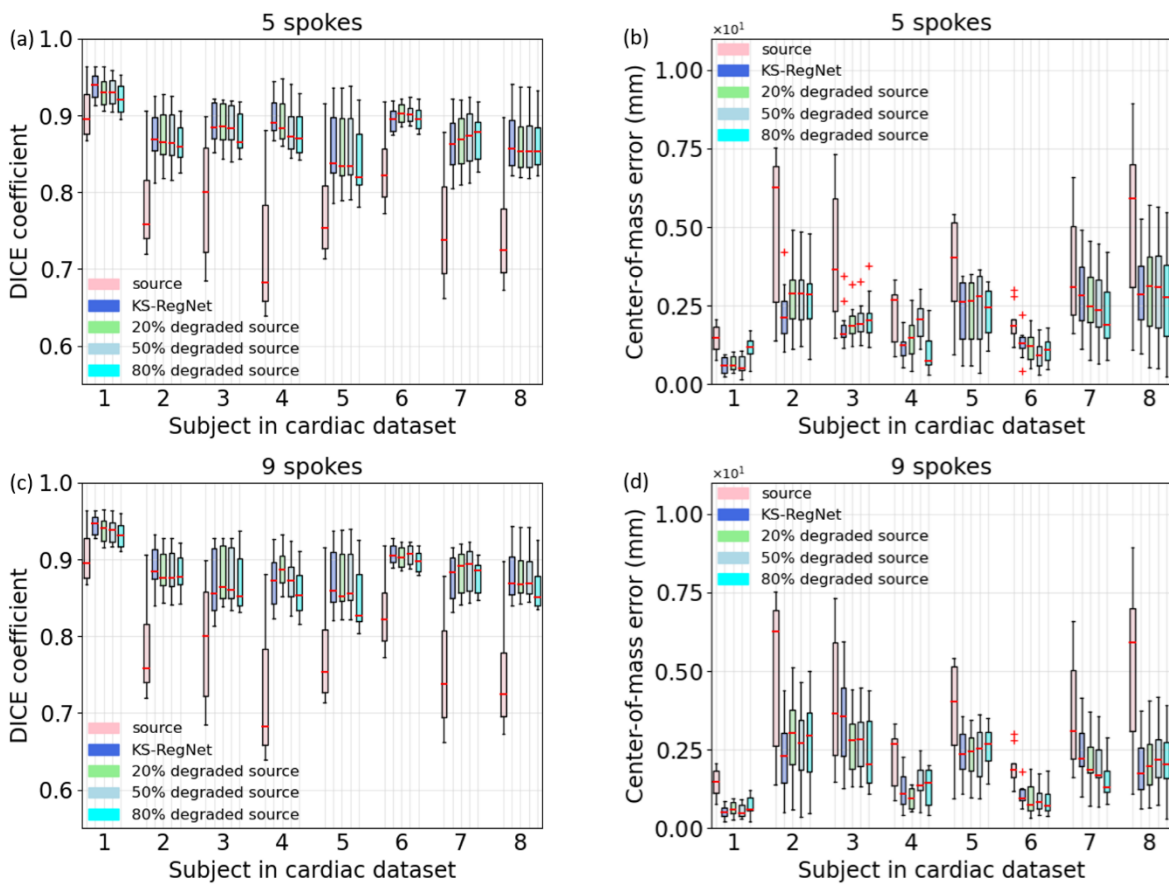 (a)
5 spokes
1.0
0.9
0.8
0.7
0.6
DICE coefficient
source
KS-RegNet
20% degraded source
50% degraded source
80% degraded source
1 2 3 4 5 6 7 8
Subject in cardiac dataset
(b)
5 spokes
×10¹
1.00
0.75
0.50
0.25
0.00
Center-of-mass error (mm)
source
KS-RegNet
20% degraded source
50% degraded source
80% degraded source
1 2 3 4 5 6 7 8
Subject in cardiac dataset
(c)
9 spokes
1.0
0.9
0.8
0.7
0.6
DICE coefficient
source
KS-RegNet
20% degraded source
50% degraded source
80% degraded source
1 2 3 4 5 6 7 8
Subject in cardiac dataset
(d)
9 spokes
×10¹
1.00
0.75
0.50
0.25
0.00
Center-of-mass error (mm)
source
KS-RegNet
20% degraded source
50% degraded source
80% degraded source
1 2 3 4 5 6 7 8
Subject in cardiac dataset